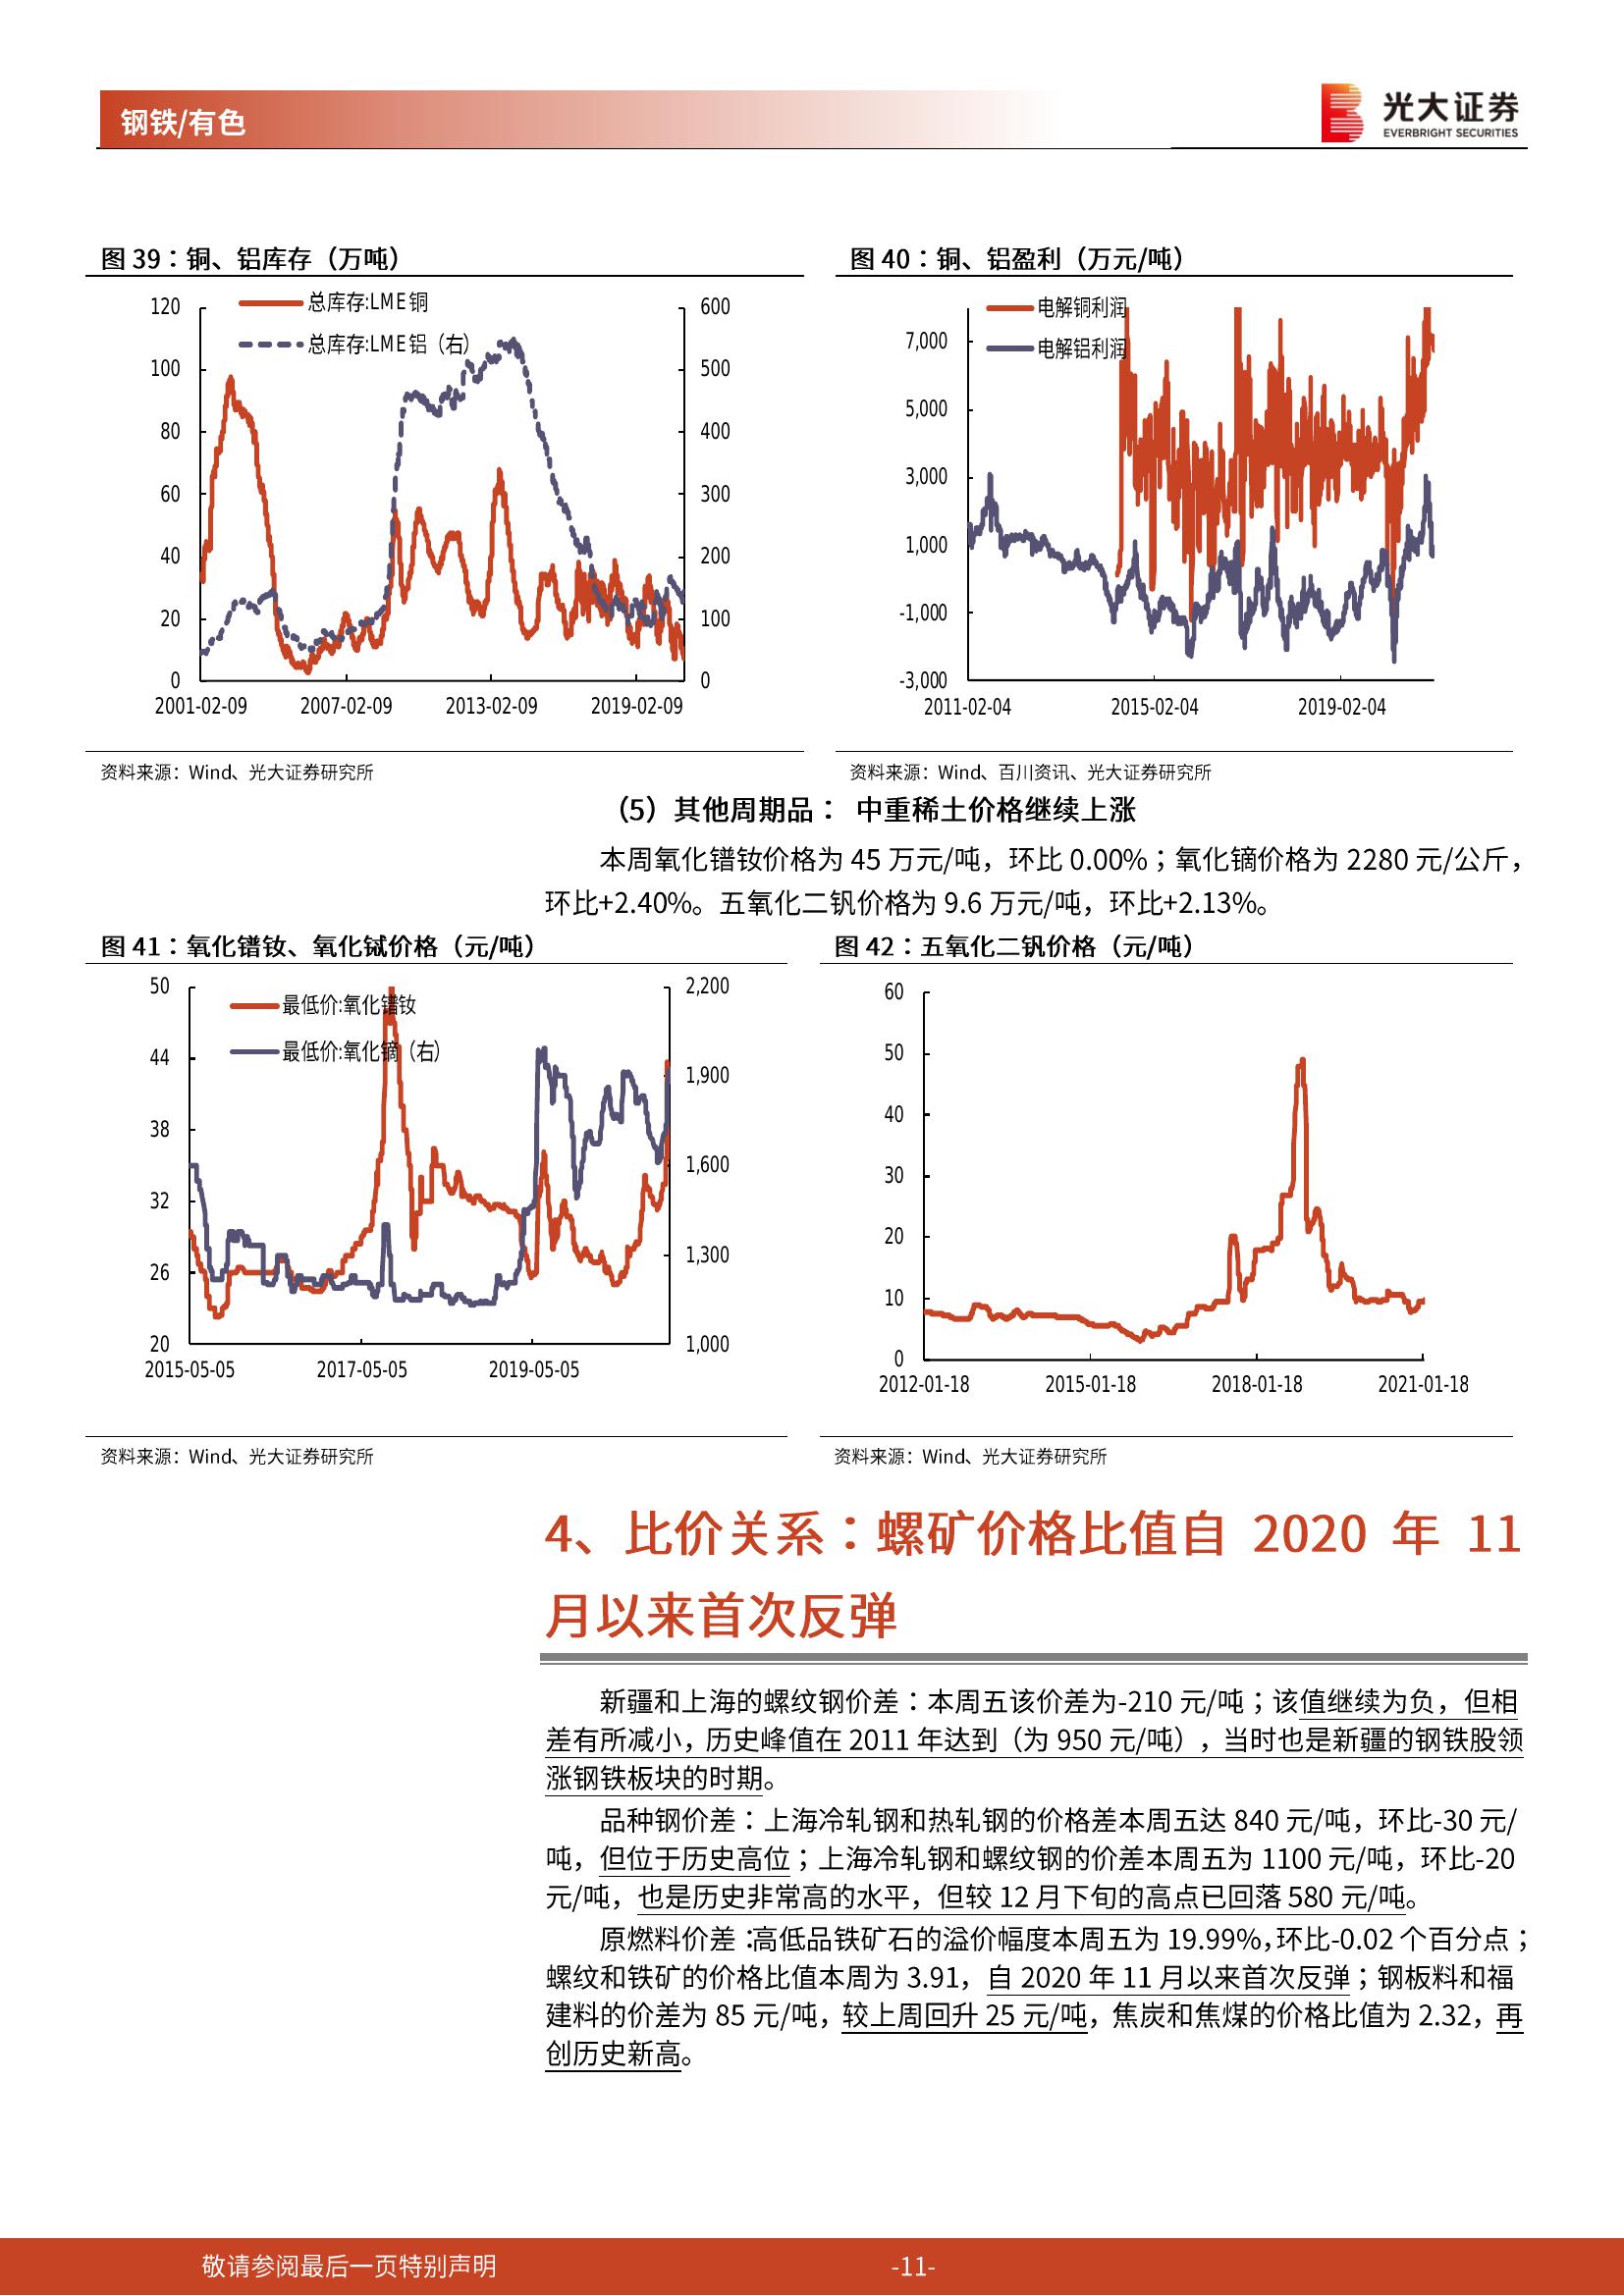 钢铁/有色
光大证券
EVERBRIGHT SECURITIES
图 39：铜、铝库存（万吨）
120
100
80
60
40
20
0
总库存:LME铜
总库存:LME铝（右）
600
500
400
300
200
100
0
2001-02-09 2007-02-09 2013-02-09 2019-02-09
资料来源：Wind、光大证券研究所
图 40：铜、铝盈利（万元/吨）
7,000
5,000
3,000
1,000
-1,000
-3,000
电解铜利润
电解铝利润
2011-02-04 2015-02-04 2019-02-04
资料来源：Wind、百川资讯、光大证券研究所
（5）其他周期品： 中重稀土价格继续上涨
本周氧化镨钕价格为 45 万元/吨，环比 0.00%；氧化镝价格为 2280 元/公斤，
环比+2.40%。五氧化二钒价格为 9.6 万元/吨，环比+2.13%。
图 41：氧化镨钕、氧化铽价格（元/吨）
50
44
38
32
26
20
最低价:氧化镨钕
最低价:氧化镝（右）
2,200
1,900
1,600
1,300
1,000
2015-05-05 2017-05-05 2019-05-05
资料来源：Wind、光大证券研究所
图 42：五氧化二钒价格（元/吨）
60
50
40
30
20
10
0
2012-01-18 2015-01-18 2018-01-18 2021-01-18
资料来源：Wind、光大证券研究所
4、比价关系：螺矿价格比值自 2020 年 11
月以来首次反弹
新疆和上海的螺纹钢价差：本周五该价差为-210 元/吨；该值继续为负，但相
差有所减小，历史峰值在 2011 年达到（为 950 元/吨），当时也是新疆的钢铁股领
涨钢铁板块的时期。
品种钢价差：上海冷轧钢和热轧钢的价格差本周五达 840 元/吨，环比-30 元/
吨，但位于历史高位；上海冷轧钢和螺纹钢的价差本周五为 1100 元/吨，环比-20
元/吨，也是历史非常高的水平，但较 12 月下旬的高点已回落 580 元/吨。
原燃料价差：高低品铁矿石的溢价幅度本周五为 19.99%，环比-0.02 个百分点；
螺纹和铁矿的价格比值本周为 3.91，自 2020 年 11 月以来首次反弹；钢板料和福
建料的价差为 85 元/吨，较上周回升 25 元/吨，焦炭和焦煤的价格比值为 2.32，再
创历史新高。
敬请参阅最后一页特别声明
-11-